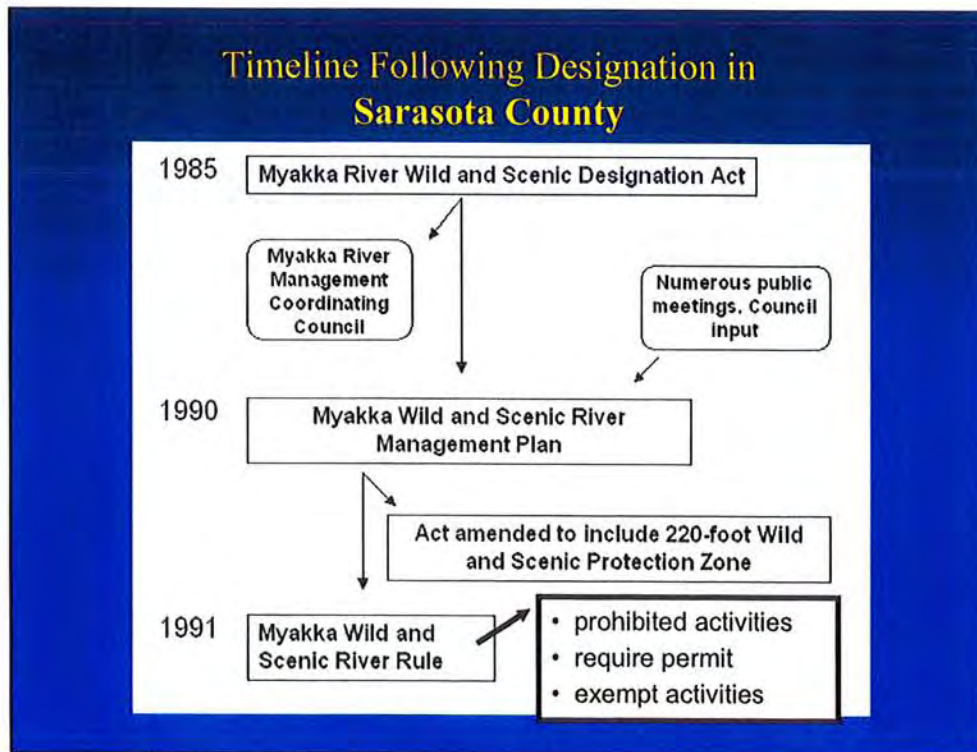 Timeline Following Designation in
Sarasota County
1985
Myakka River Wild and Scenic Designation Act
Myakka River
Management
Coordinating
Council
Numerous public
meetings. Council
input
1990
Myakka Wild and Scenic River
Management Plan
Act amended to include 220-foot Wild
and Scenic Protection Zone
1991
Myakka Wild and
Scenic River Rule
• prohibited activities
• require permit
• exempt activities